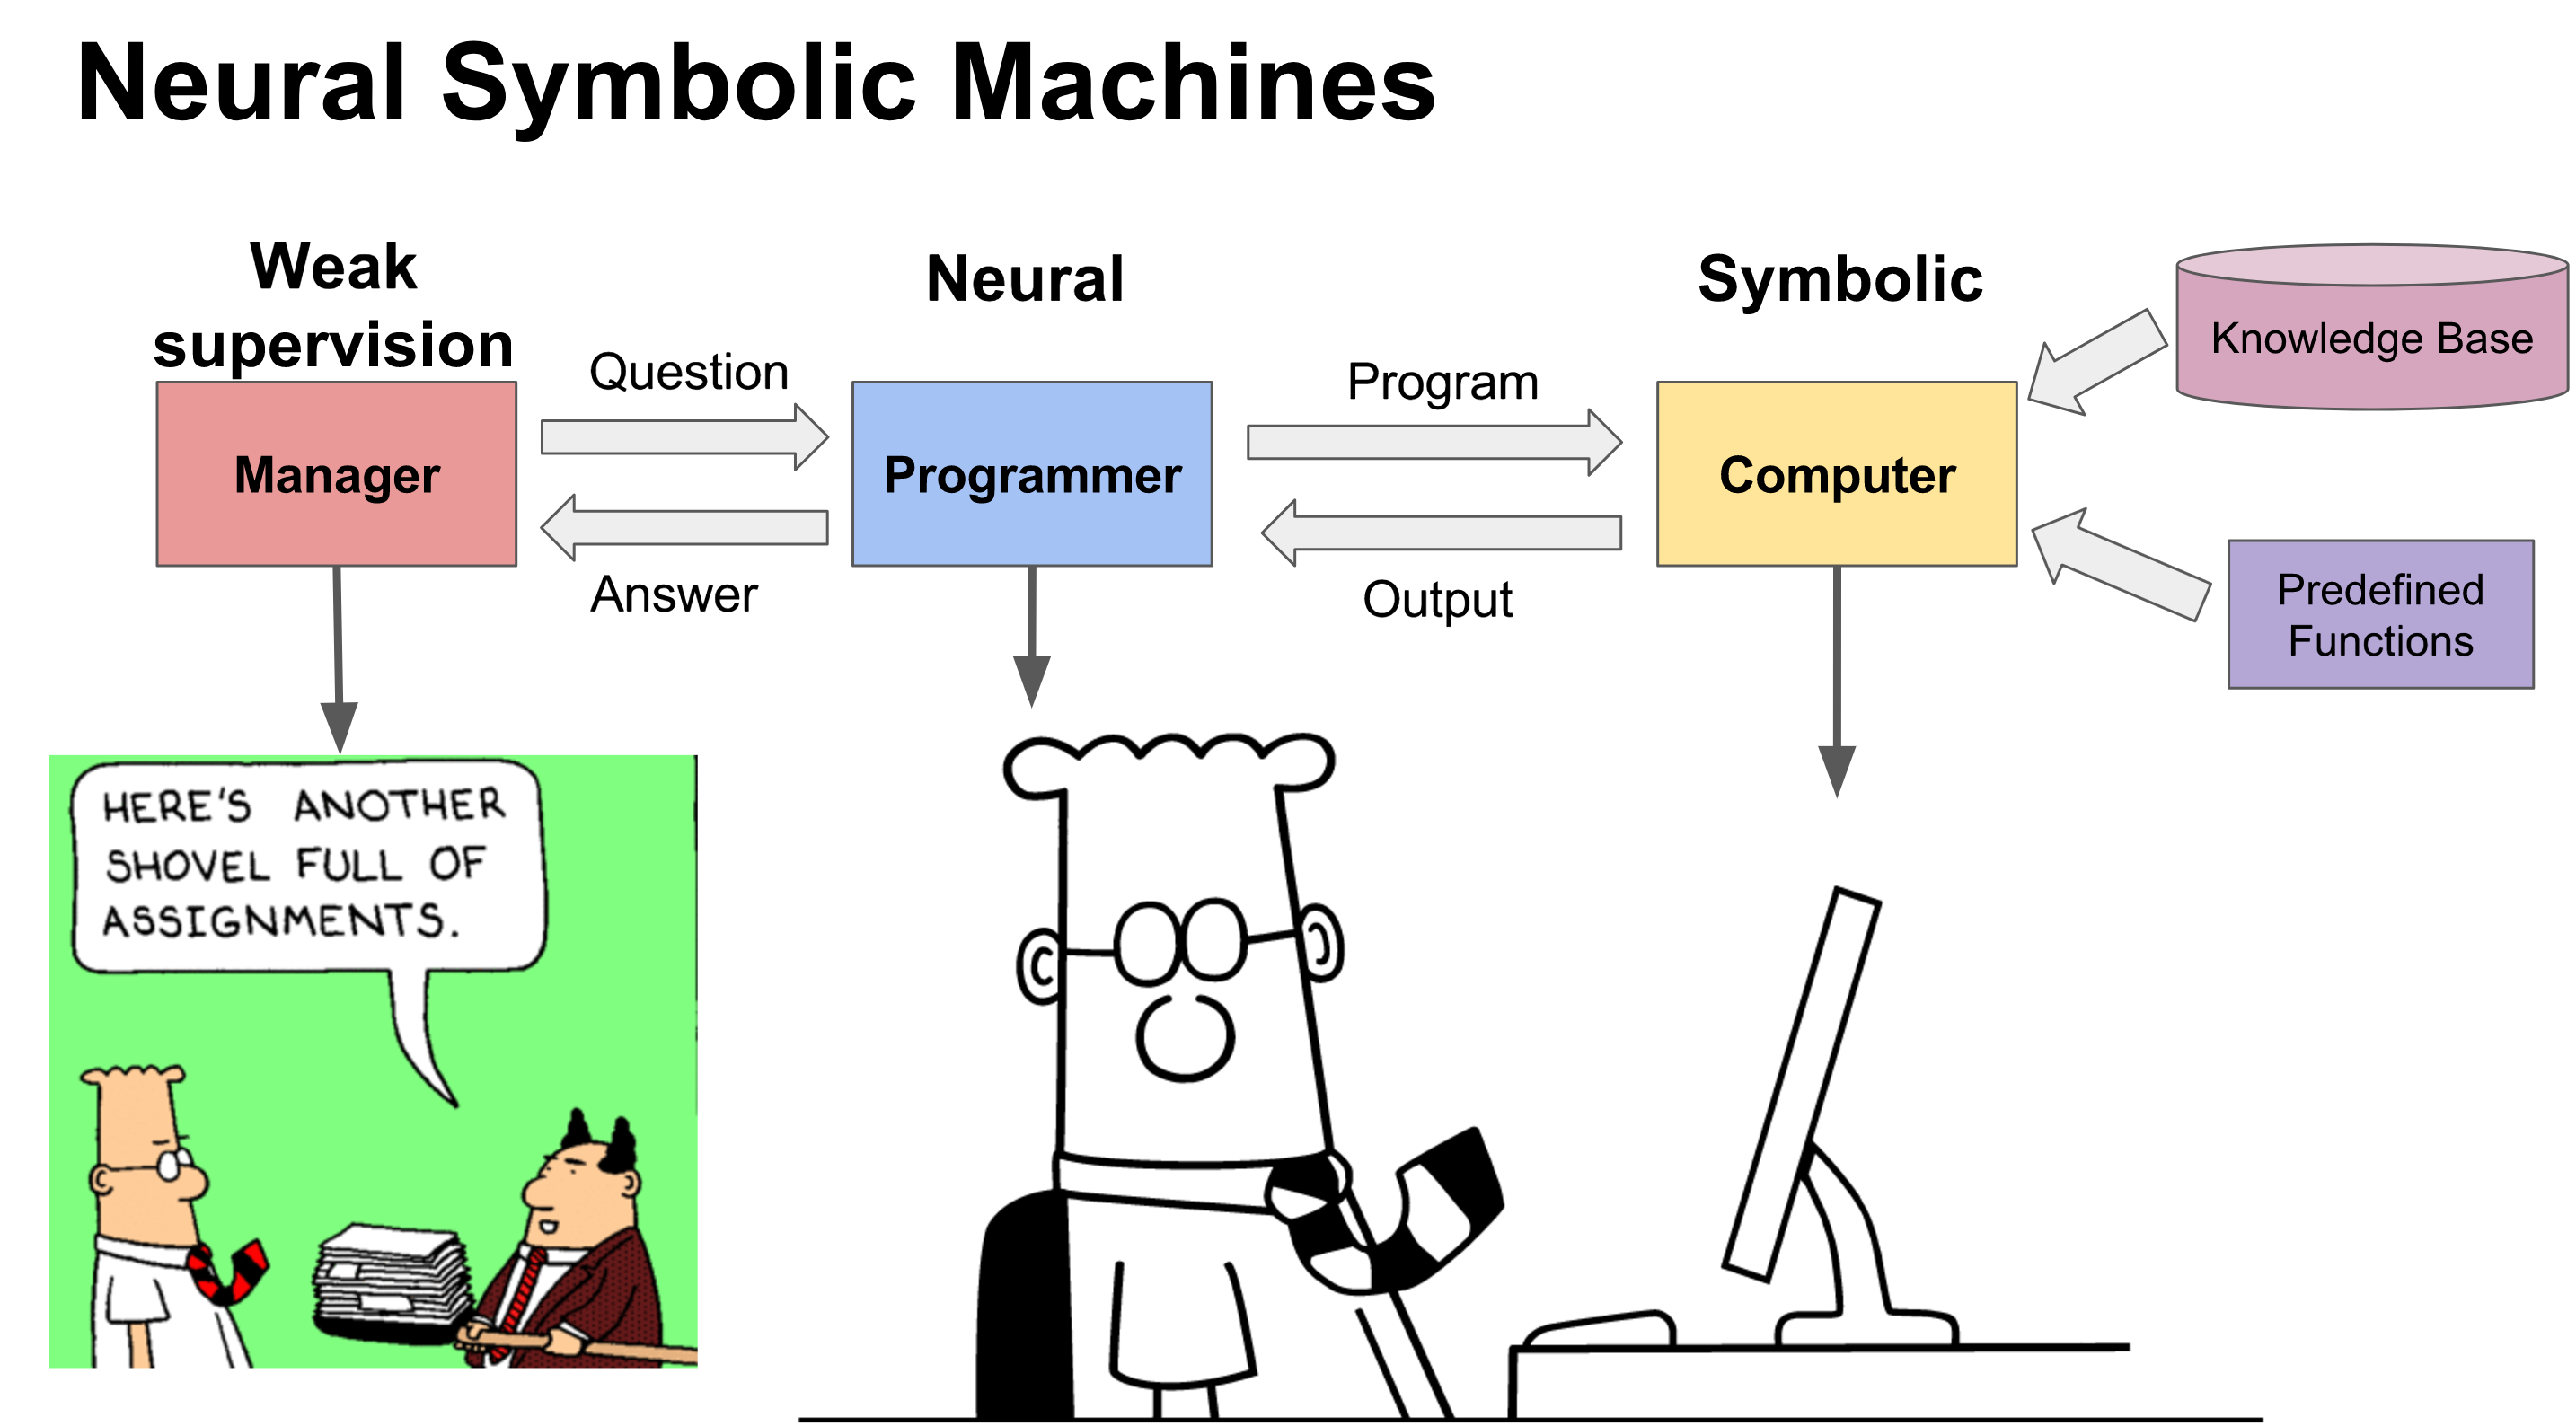 Neural Symbolic Machines
Weak
supervision
Neural
Symbolic
Knowledge Base
Question
Program
Manager
Programmer
Computer
Answer
Output
Predefined
Functions
HERE'S ANOTHER
SHOVEL FULL OF
ASSIGNMENTS.